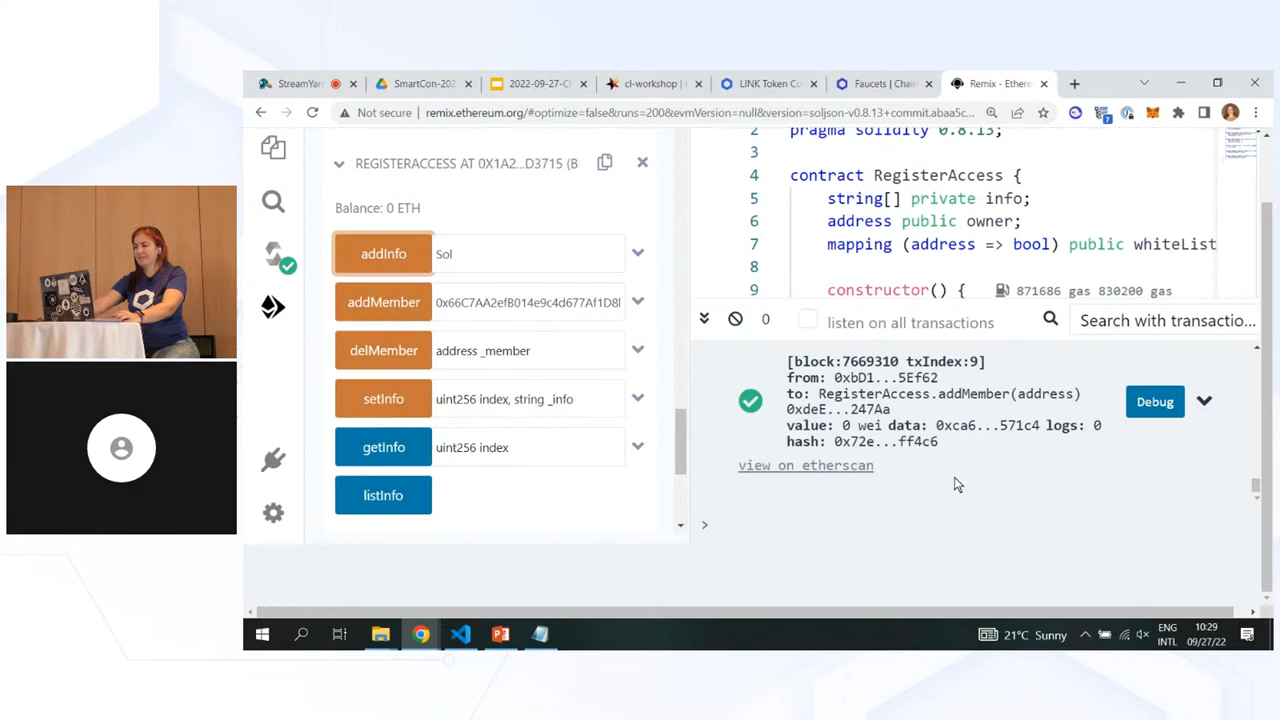 StreamYar
SmartCon-202
2022-09-27-C
cl-workshop |
LINK Token Co
Faucets | Chain
Remix - Ethere
Not secure
remix.ethereum.org/#optimize=false&runs=200&evmVersion=null&version=soljson-v0.8.13+commit.abaa5c...
7
REGISTERACCESS AT 0X1A2...D3715 (B
Balance: 0 ETH
addInfo
Sol
addMember
0x66C7AA2efB014e9c4d677Af1D8
delMember
address _member
setInfo
uint256 index, string _info
getInfo
uint256 index
listInfo
2 pragma solidity 0.8.13;
3
4 contract RegisterAccess {
5 string[] private info;
6 address public owner;
7 mapping (address => bool) public whiteList
8
9 constructor() { 871686 gas 830200 gas
0
listen on all transactions
Search with transactio...
[block:7669310 txIndex:9]
from: 0xbD1...5Ef62
to: RegisterAccess.addMember(address)
0xdeE...247Aa
value: 0 wei data: 0xca6...571c4 logs: 0
hash: 0x72e...ff4c6
Debug
view on etherscan
>
21°C Sunny
ENG
INTL
10:29
09/27/22